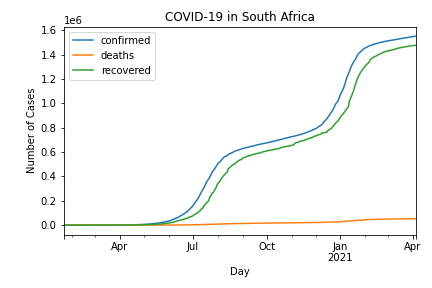 COVID-19 in South Africa
1e6
confirmed
deaths
recovered
Number of Cases
1.6
1.4
1.2
1.0
0.8
0.6
0.4
0.2
0.0
Apr
Jul
Oct
Jan
2021
Apr
Day